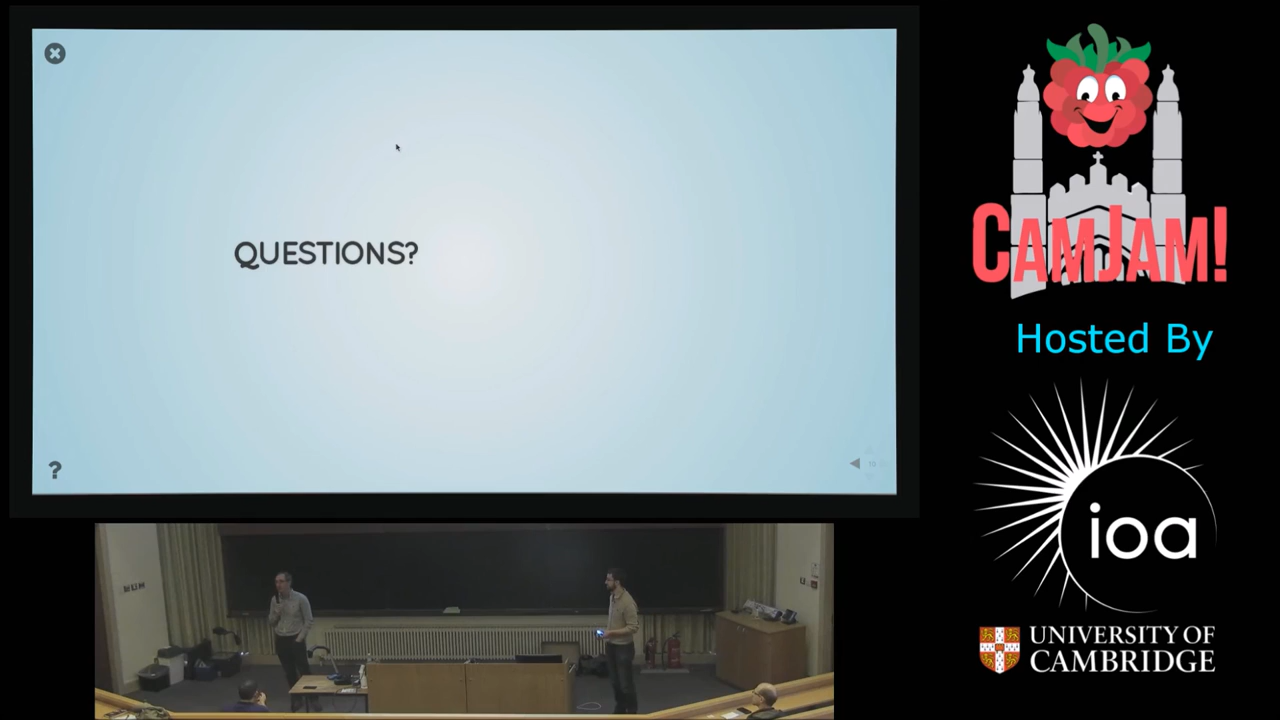 QUESTIONS?
?
CAMJAM!
Hosted By
ioa
UNIVERSITY OF
CAMBRIDGE